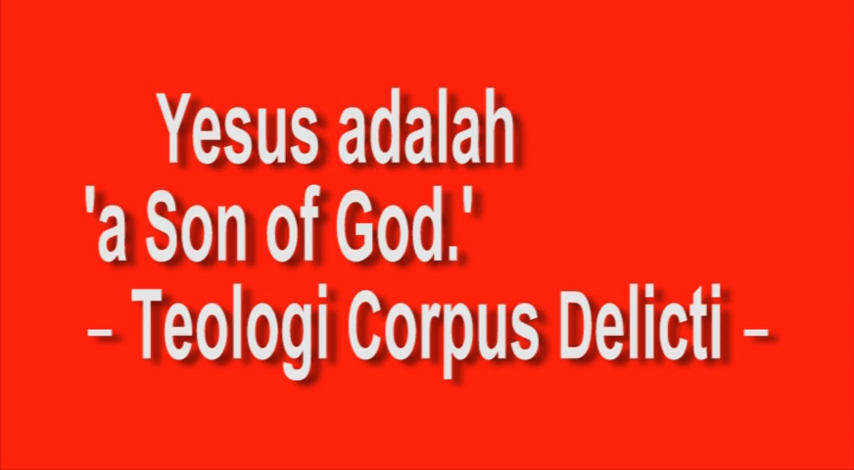 Yesus adalah
'a Son of God.'
– Teologi Corpus Delicti –